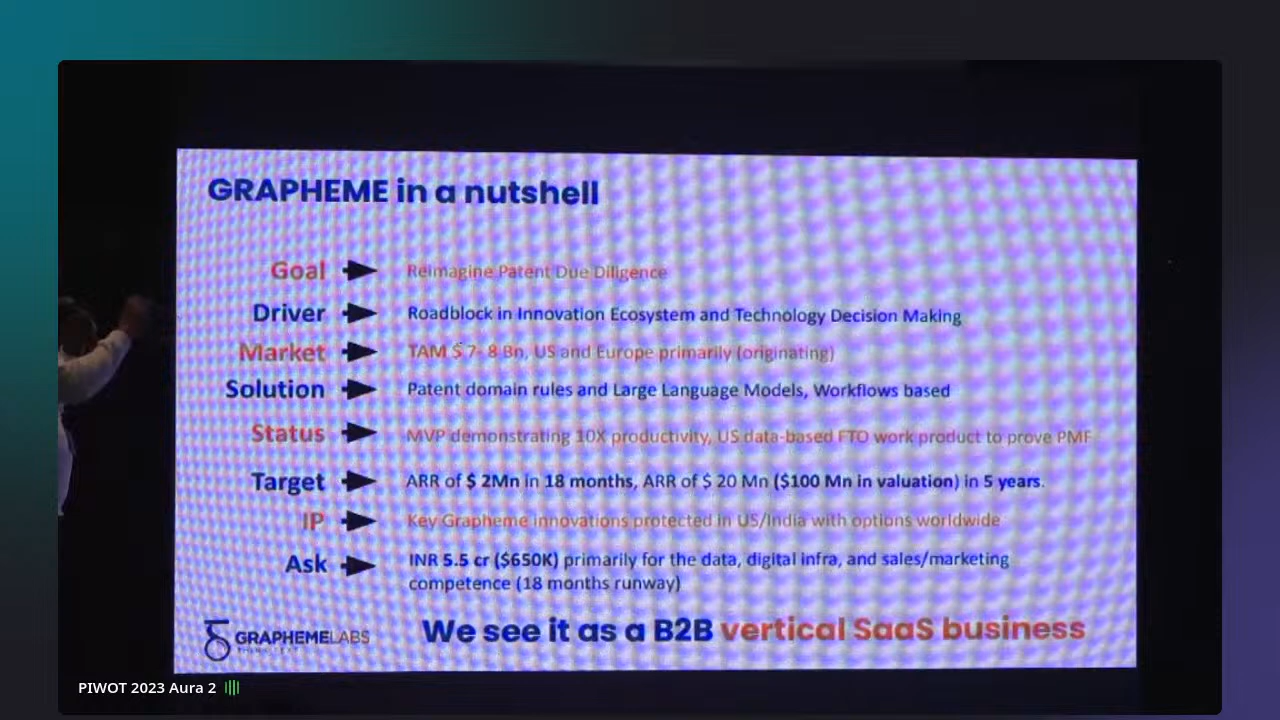 GRAPHEME in a nutshell
Goal Reimagine Patent Due Diligence
Driver Roadblock in Innovation Ecosystem and Technology Decision Making
Market TAM $ 7- 8 Bn, US and Europe primarily (originating)
Solution Patent domain rules and Large Language Models, Workflows based
Status MVP demonstrating 10X productivity, US data-based FTO work product to prove PMF
Target ARR of $ 2Mn in 18 months, ARR of $ 20 Mn ($100 Mn in valuation) in 5 years.
IP Key Grapheme innovations protected in US/India with options worldwide
Ask INR 5.5 cr ($650K) primarily for the data, digital infra, and sales/marketing
competence (18 months runway)
GRAPHEMELABS
We see it as a B2B vertical SaaS business
PIWOT 2023 Aura 2